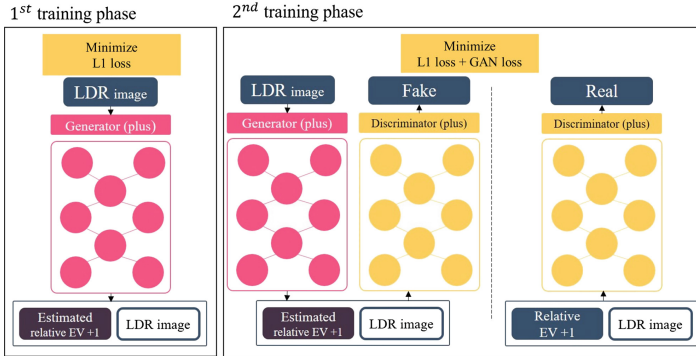 1st training phase
Minimize
L1 loss
LDR image
Generator (plus)
Estimated
relative EV +1
LDR image
2nd training phase
Minimize
L1 loss + GAN loss
LDR image
Fake
Real
Generator (plus)
Discriminator (plus)
Discriminator (plus)
Estimated
relative EV +1
LDR image
Relative
EV +1
LDR image